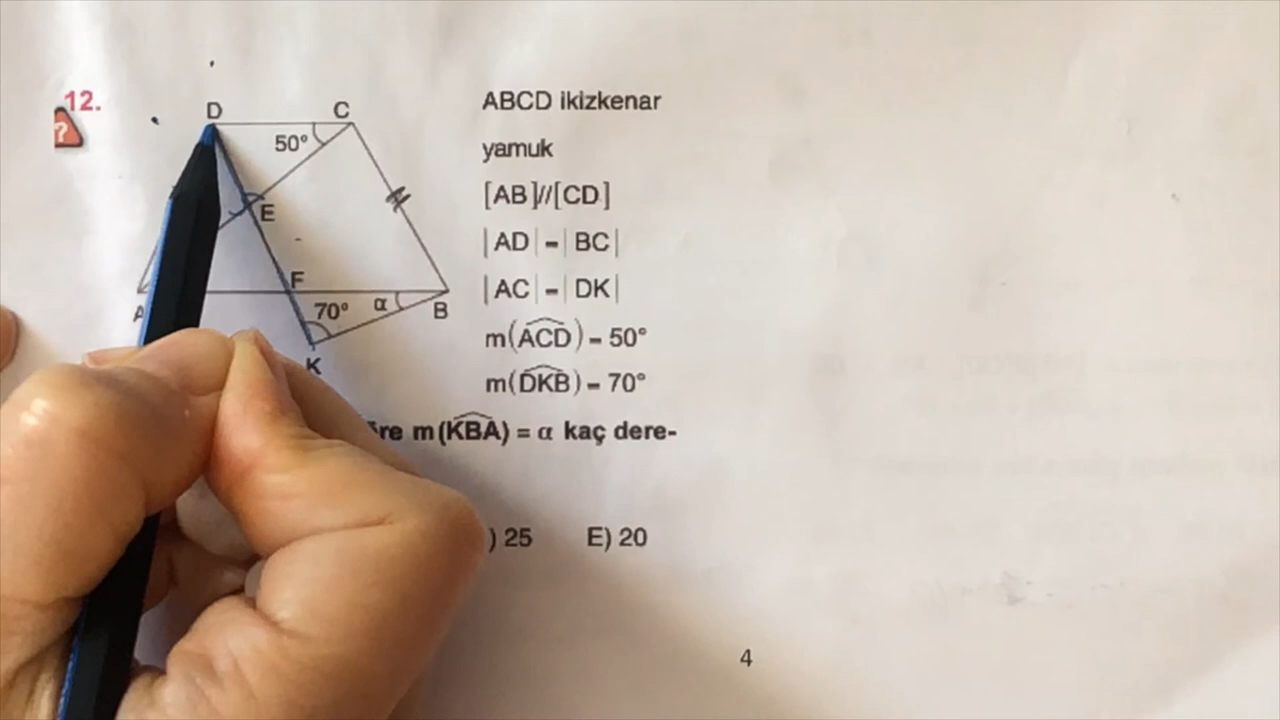 12.
?
D
C
50°
E
F
70°
α
A
B
K
ABCD ikizkenar
yamuk
[AB]//[CD]
|AD| = |BC|
|AC| = |DK|
m(ACD) = 50°
m(DKB) = 70°
m(KBA) = α kaç dere-
) 25 E) 20
4